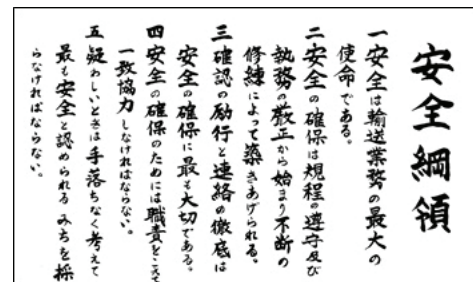 安全綱領
一 安全は輸送業務の最大の
使命である。
二 安全の確保は規程の遵守及び
執務の厳正から始まり不断の
修練によって築きあげられる。
三 確認の励行と連絡の徹底は
安全の確保に最も大切である。
四 安全の確保のためには職責をこえて
一致協力しなければならない。
五 疑わしいときは手落ちなく考えて
最も安全と認められるみちを採
らなければならない。